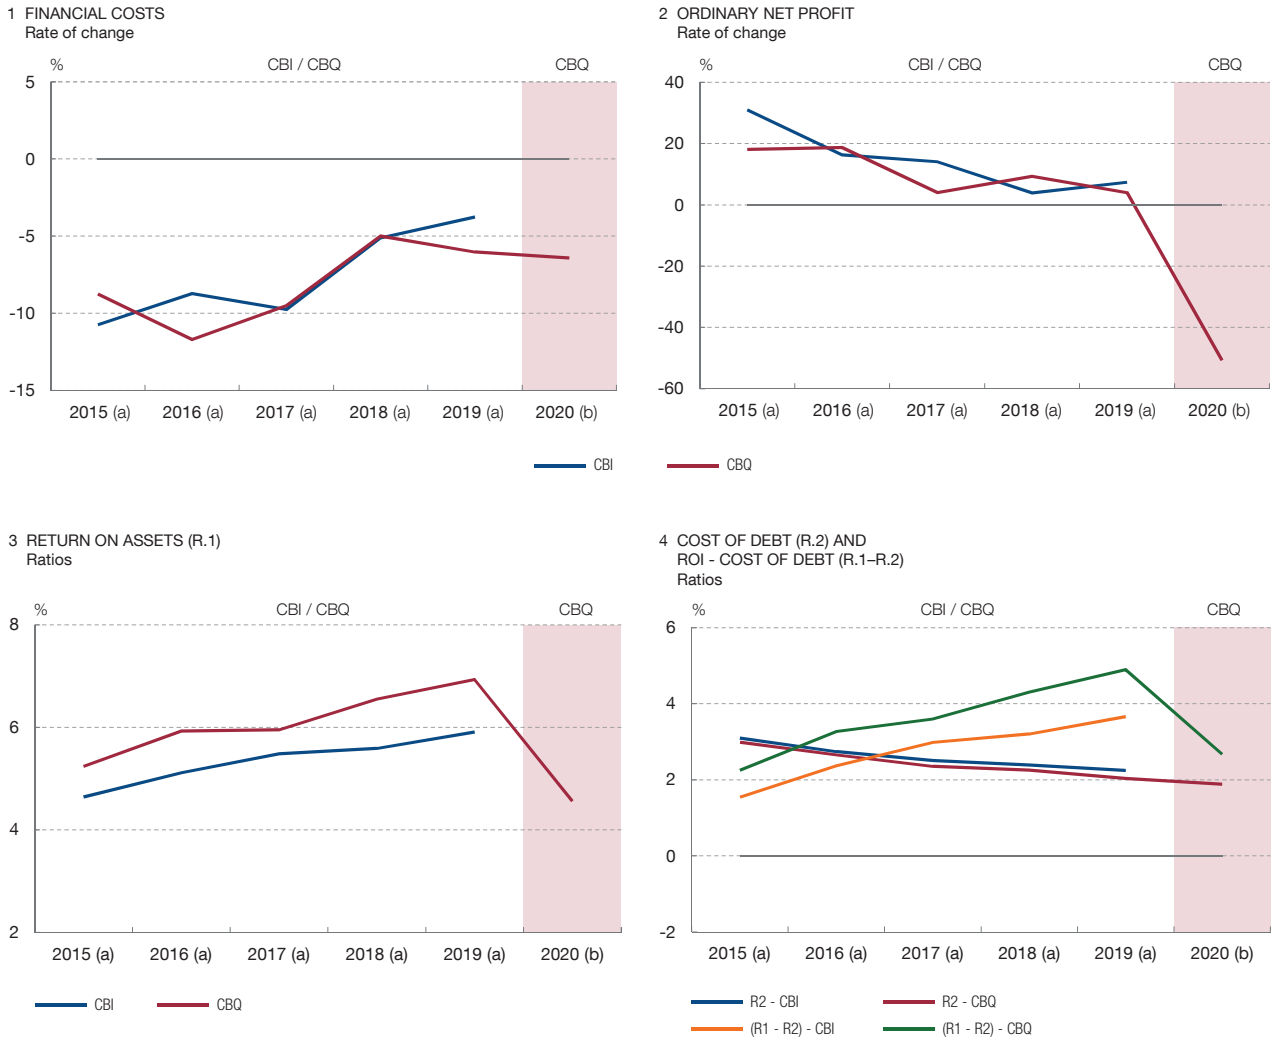 1 FINANCIAL COSTS
Rate of change
% CBI / CBQ CBQ
5
0
-5
-10
-15
2015 (a) 2016 (a) 2017 (a) 2018 (a) 2019 (a) 2020 (b)
2 ORDINARY NET PROFIT
Rate of change
% CBI / CBQ CBQ
40
20
0
-20
-40
-60
2015 (a) 2016 (a) 2017 (a) 2018 (a) 2019 (a) 2020 (b)
CBI CBQ
3 RETURN ON ASSETS (R.1)
Ratios
% CBI / CBQ CBQ
8
6
4
2
2015 (a) 2016 (a) 2017 (a) 2018 (a) 2019 (a) 2020 (b)
CBI CBQ
4 COST OF DEBT (R.2) AND
ROI - COST OF DEBT (R.1–R.2)
Ratios
% CBI / CBQ CBQ
6
4
2
0
-2
2015 (a) 2016 (a) 2017 (a) 2018 (a) 2019 (a) 2020 (b)
R2 - CBI R2 - CBQ
(R1 - R2) - CBI (R1 - R2) - CBQ